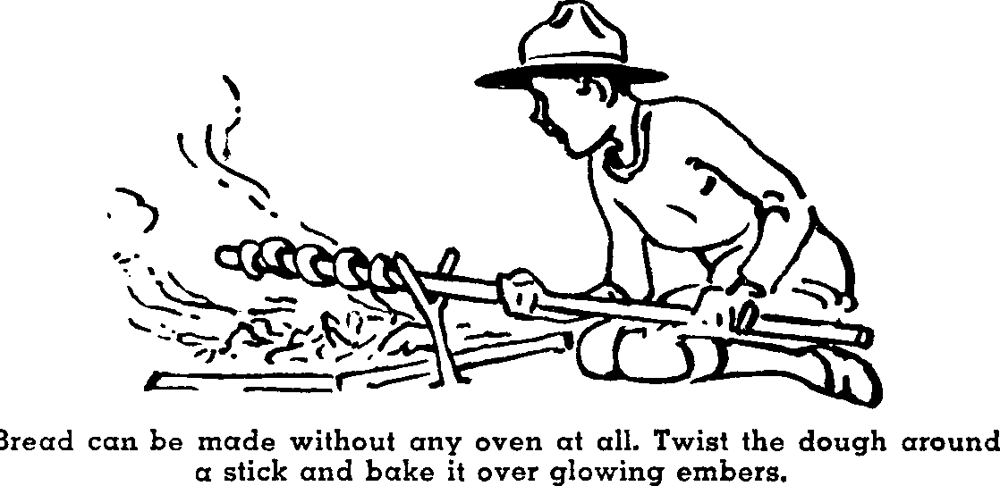 Bread can be made without any oven at all. Twist the dough around
a stick and bake it over glowing embers.